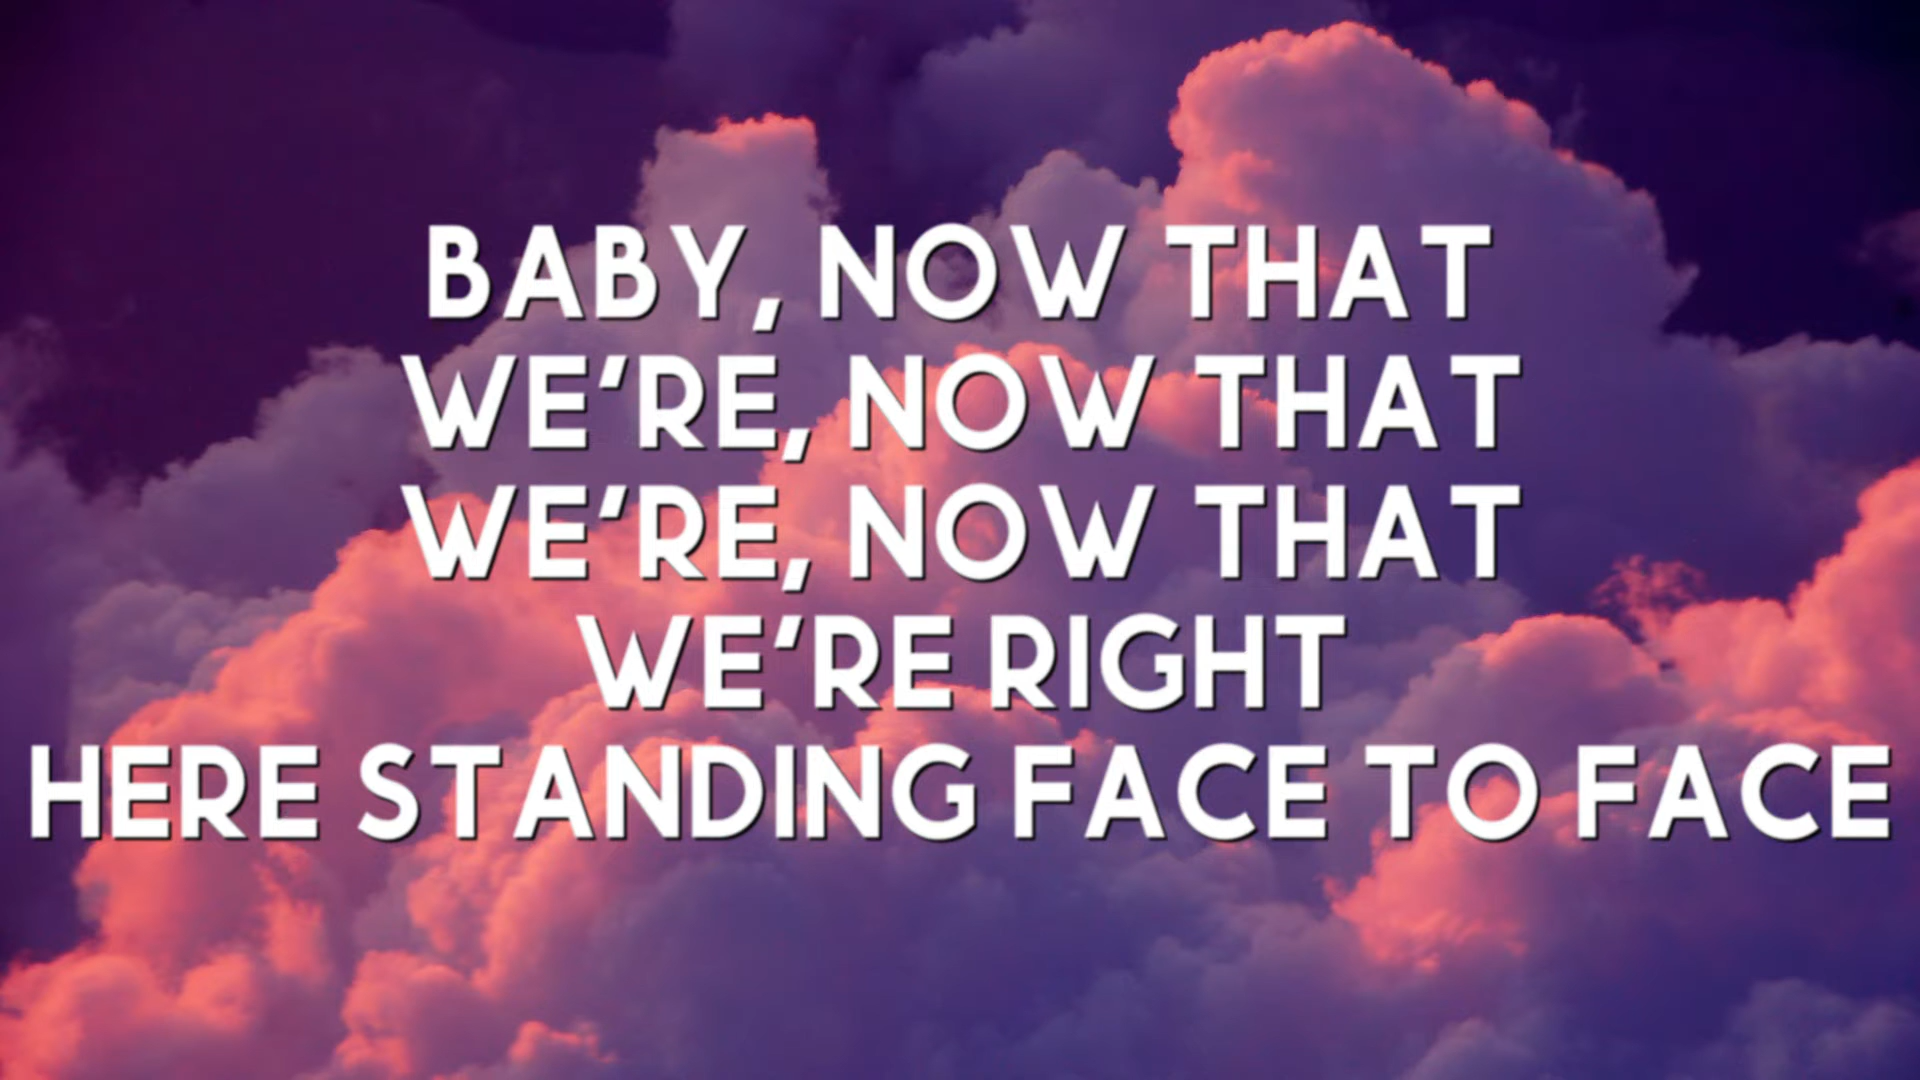 BABY, NOW THAT
WE'RE, NOW THAT
WE'RE, NOW THAT
WE'RE RIGHT
HERE STANDING FACE TO FACE